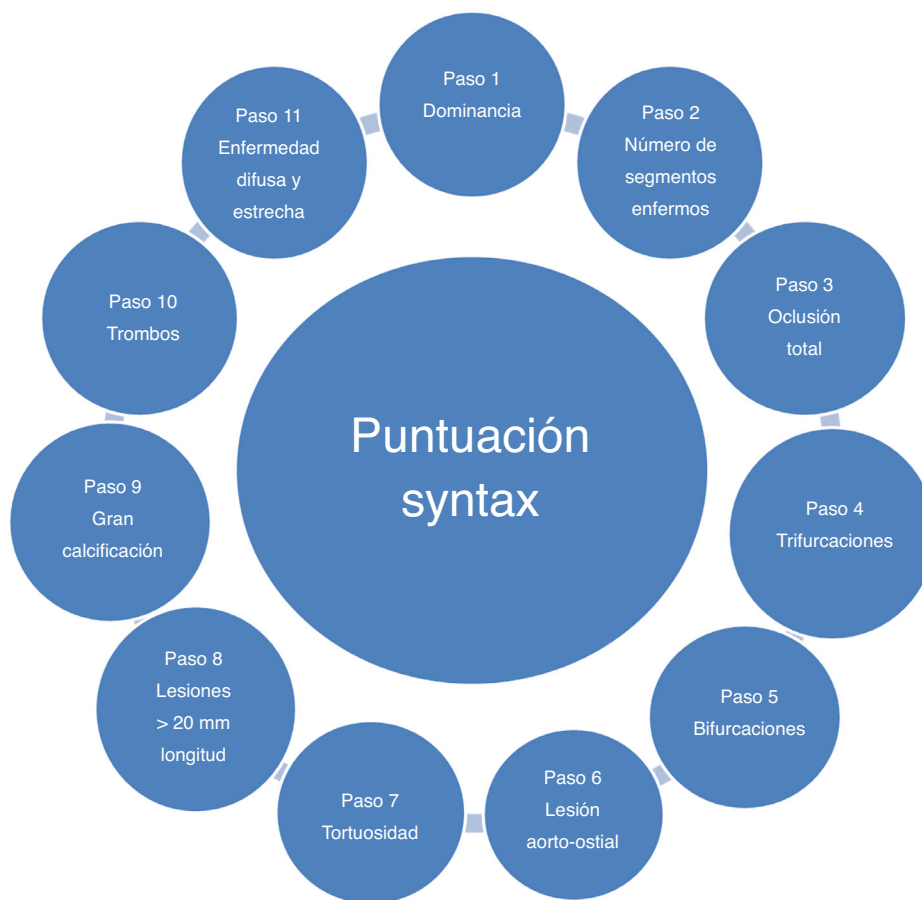 Paso 1
Dominancia
Paso 2
Número de
segmentos
enfermos
Paso 3
Oclusión
total
Paso 4
Trifurcaciones
Paso 5
Bifurcaciones
Paso 6
Lesión
aorto-ostial
Paso 7
Tortuosidad
Paso 8
Lesiones
> 20 mm
longitud
Paso 9
Gran
calcificación
Paso 10
Trombos
Paso 11
Enfermedad
difusa y
estrecha
Puntuación
syntax